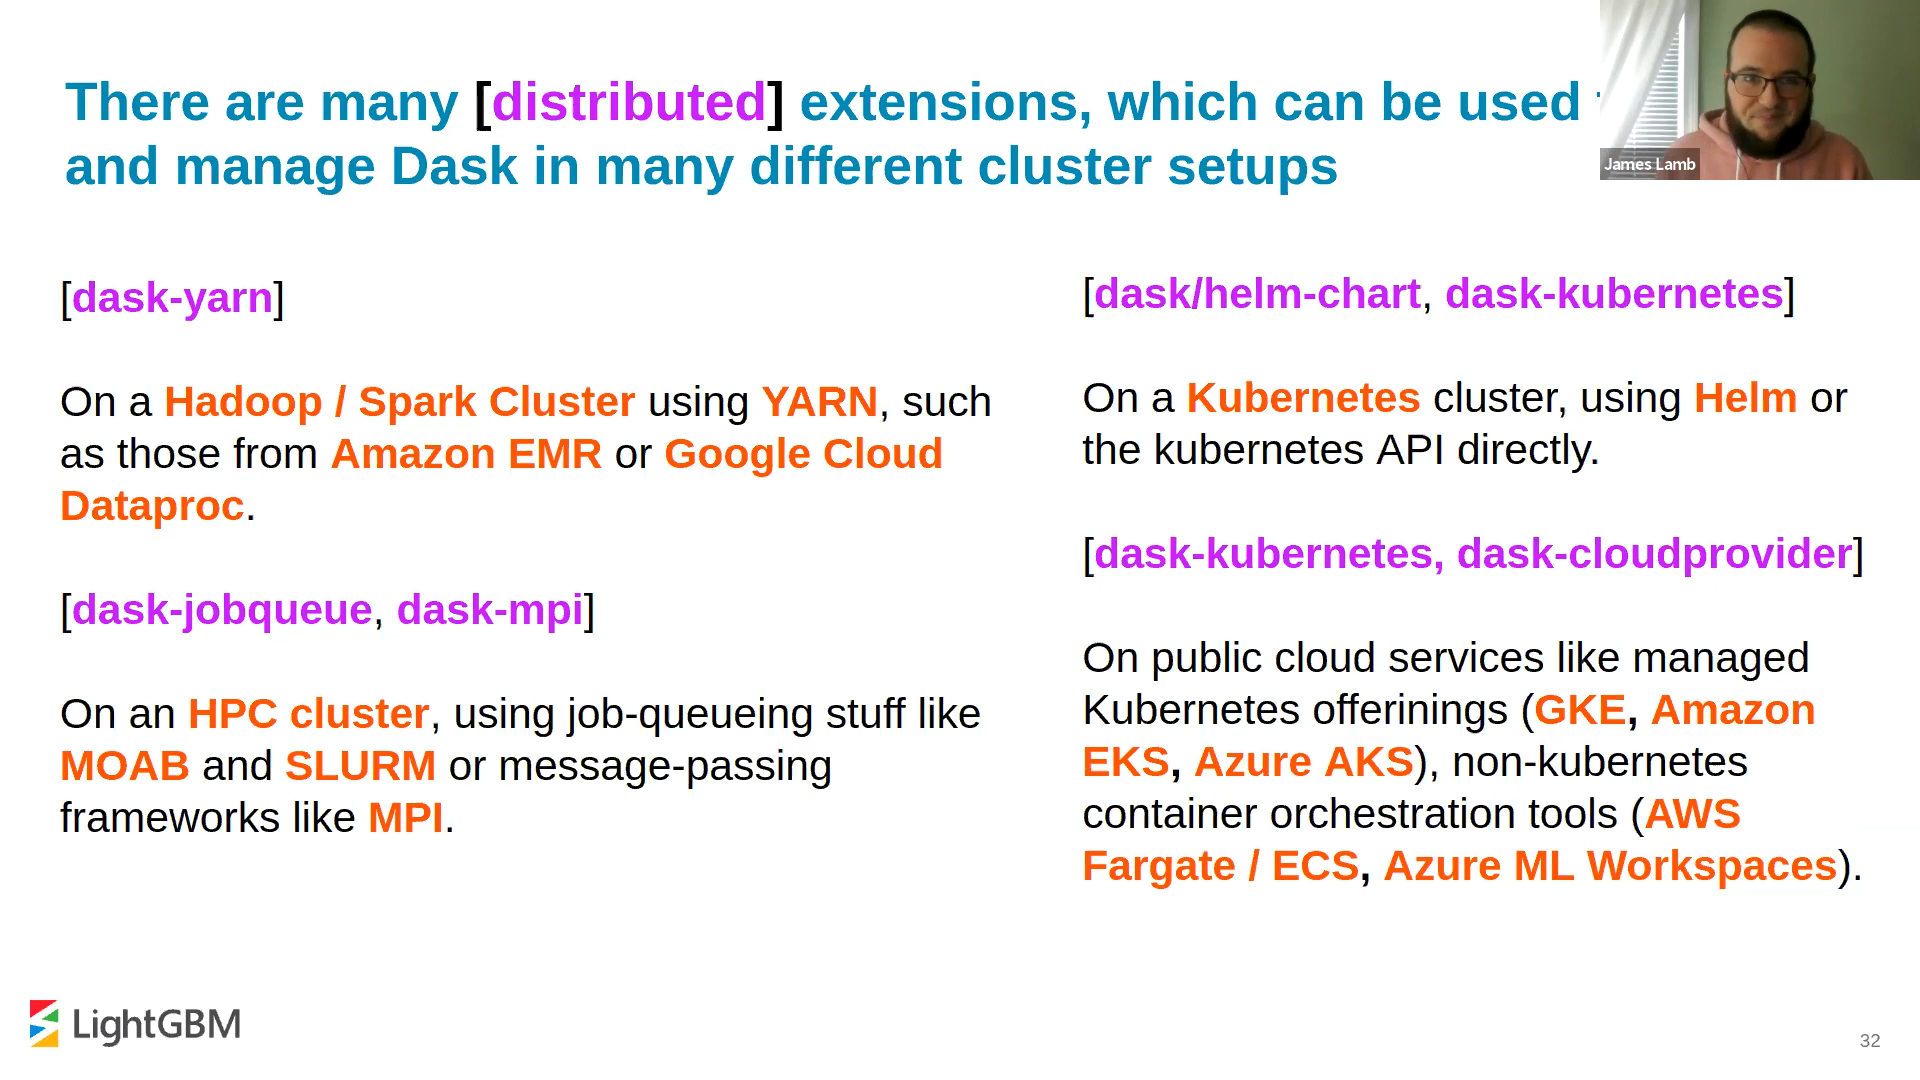 There are many [distributed] extensions, which can be used
and manage Dask in many different cluster setups
James Lamb
[dask-yarn]
On a Hadoop / Spark Cluster using YARN, such
as those from Amazon EMR or Google Cloud
Dataproc.
[dask-jobqueue, dask-mpi]
On an HPC cluster, using job-queueing stuff like
MOAB and SLURM or message-passing
frameworks like MPI.
[dask/helm-chart, dask-kubernetes]
On a Kubernetes cluster, using Helm or
the kubernetes API directly.
[dask-kubernetes, dask-cloudprovider]
On public cloud services like managed
Kubernetes offerinings (GKE, Amazon
EKS, Azure AKS), non-kubernetes
container orchestration tools (AWS
Fargate / ECS, Azure ML Workspaces).
LightGBM
32